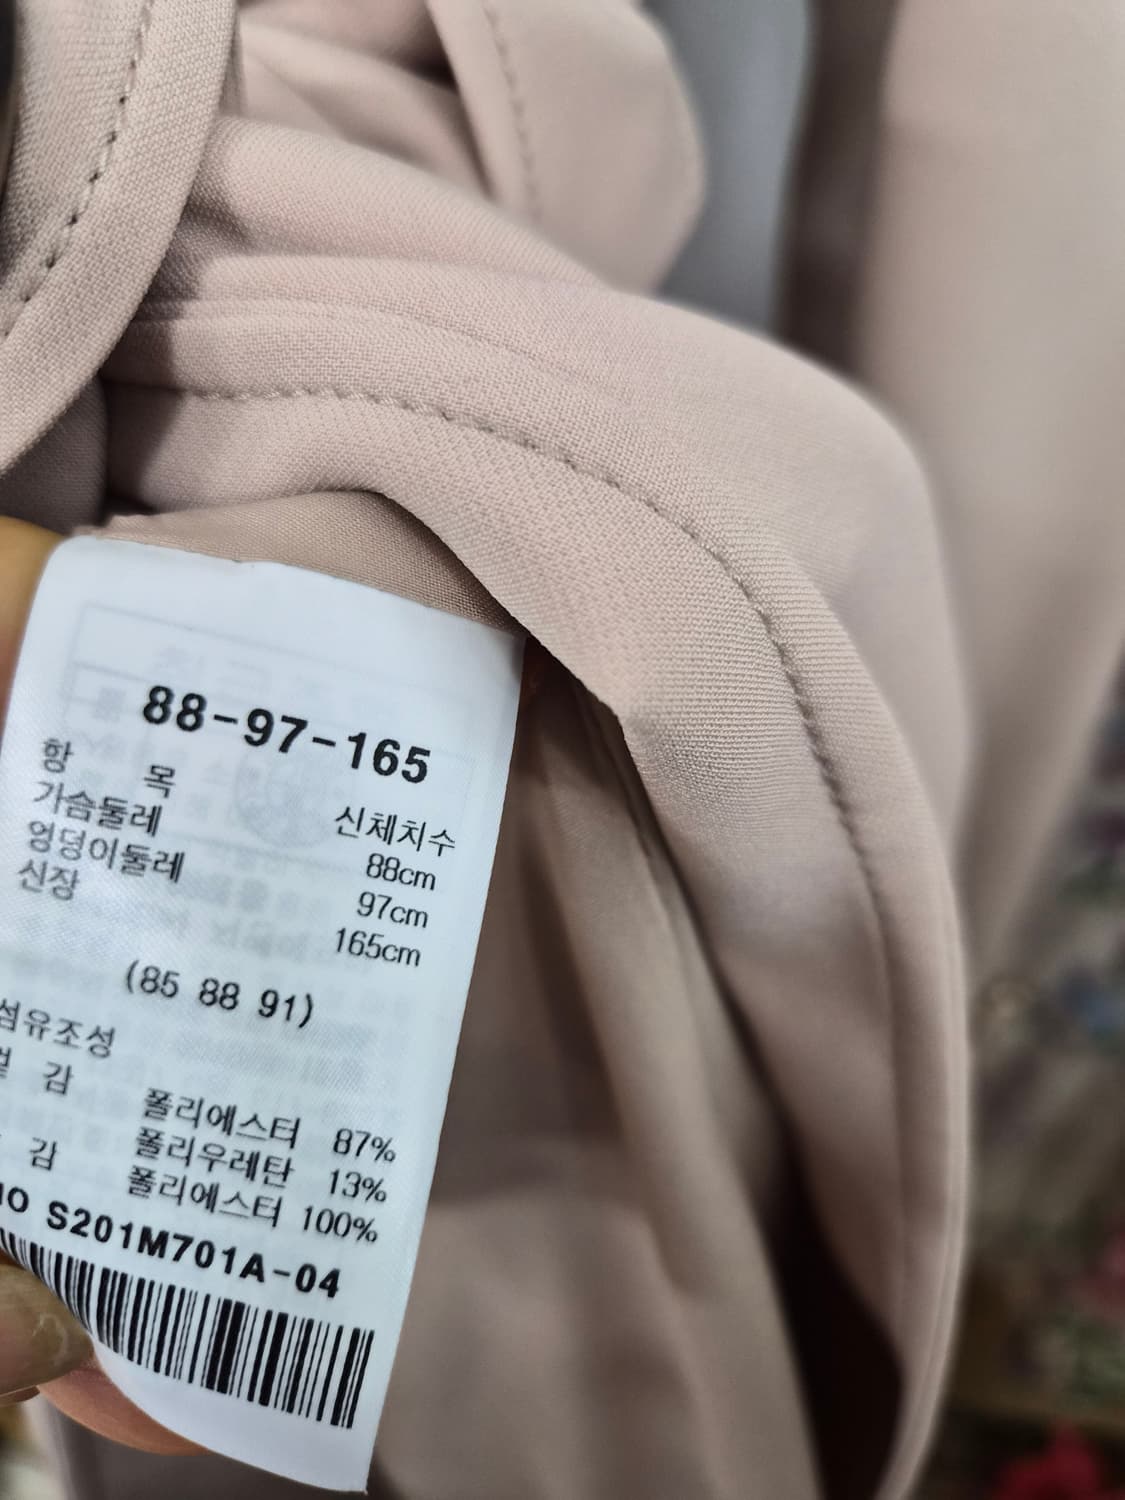 88-97-165
항 목 신체치수
가슴둘레 88cm
엉덩이둘레 97cm
신장 165cm
(85 88 91)
섬유조성
겉 감 폴리에스터 87%
폴리우레탄 13%
감 폴리에스터 100%
NO S201M701A-04